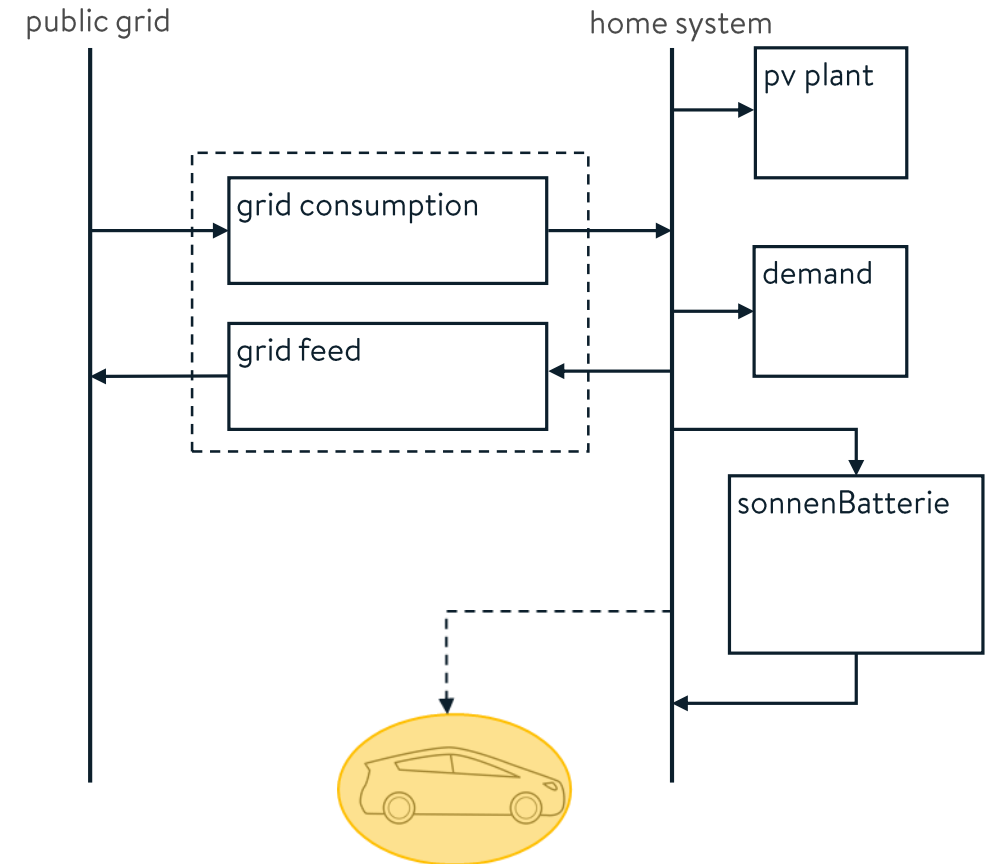 public grid
home system
pv plant
grid consumption
demand
grid feed
sonnenBatterie